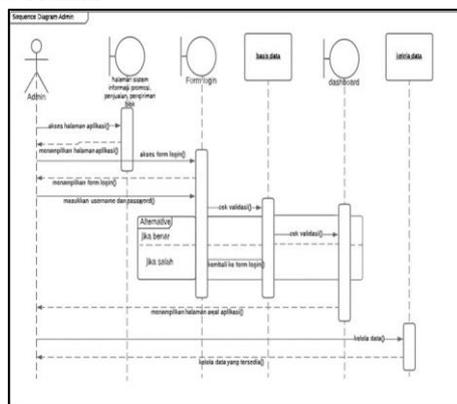 Sequence Diagram Admin
Admin
halaman sistem
informasi promosi,
penjualan, pengiriman
Form login
basis data
dashboard
kelola data
akses halaman aplikasi()
menampilkan halaman aplikasi()
akses form login()
menampilkan form login()
masukkan username dan password()
cek validasi()
Alternative
jika benar
cek validasi()
jika salah
kembali ke form login()
menampilkan halaman awal aplikasi()
kelola data()
kelola data yang tersedia()